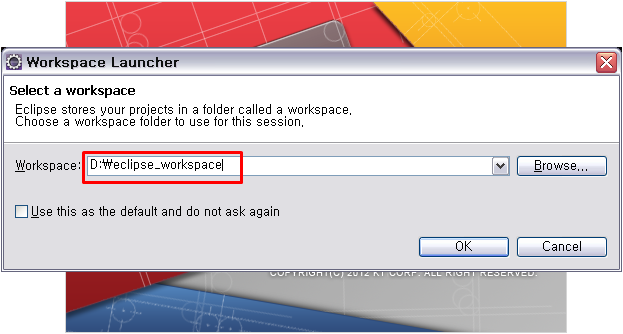 Workspace Launcher
Select a workspace
Eclipse stores your projects in a folder called a workspace.
Choose a workspace folder to use for this session.
Workspace: D:₩eclipse_workspace Browse...
Use this as the default and do not ask again
OK Cancel
COPYRIGHT(C) 2012 KT CORP. ALL RIGHT RESERVED.